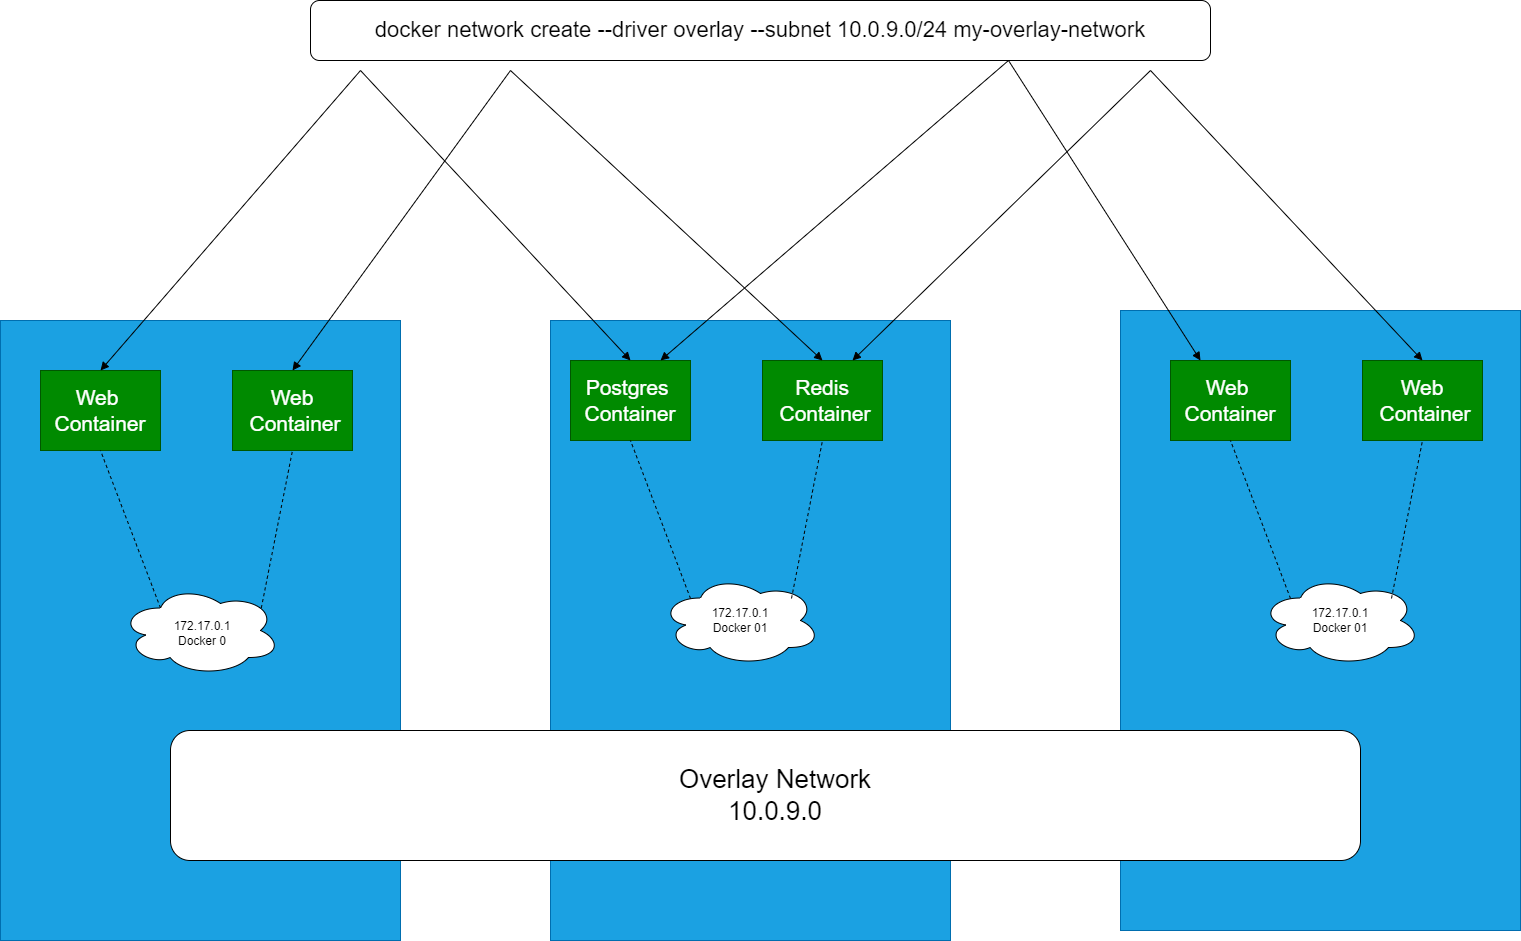 docker network create --driver overlay --subnet 10.0.9.0/24 my-overlay-network
Web
Container
Web
Container
Postgres
Container
Redis
Container
Web
Container
Web
Container
172.17.0.1
Docker 0
172.17.0.1
Docker 01
172.17.0.1
Docker 01
Overlay Network
10.0.9.0